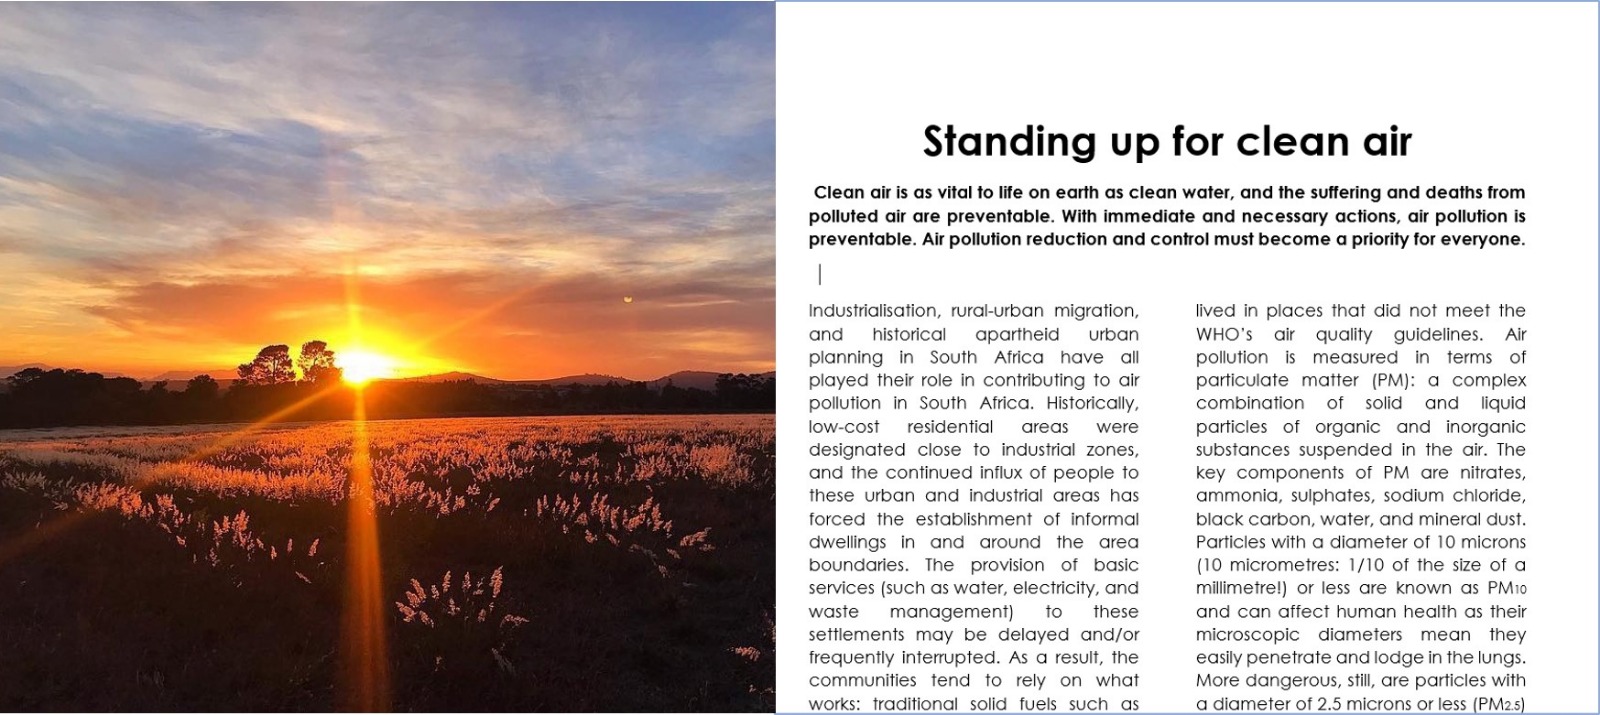 Standing up for clean air
Clean air is as vital to life on earth as clean water, and the suffering and deaths from
polluted air are preventable. With immediate and necessary actions, air pollution is
preventable. Air pollution reduction and control must become a priority for everyone.
Industrialisation, rural-urban migration,
and historical apartheid urban
planning in South Africa have all
played their role in contributing to air
pollution in South Africa. Historically,
low-cost residential areas were
designated close to industrial zones,
and the continued influx of people to
these urban and industrial areas has
forced the establishment of informal
dwellings in and around the area
boundaries. The provision of basic
services (such as water, electricity, and
waste management) to these
settlements may be delayed and/or
frequently interrupted. As a result, the
communities tend to rely on what
works: traditional solid fuels such as
lived in places that did not meet the
WHO's air quality guidelines. Air
pollution is measured in terms of
particulate matter (PM): a complex
combination of solid and liquid
particles of organic and inorganic
substances suspended in the air. The
key components of PM are nitrates,
ammonia, sulphates, sodium chloride,
black carbon, water, and mineral dust.
Particles with a diameter of 10 microns
(10 micrometres: 1/10 of the size of a
millimetre!) or less are known as PM10
and can affect human health as their
microscopic diameters mean they
easily penetrate and lodge in the lungs.
More dangerous, still, are particles with
a diameter of 2.5 microns or less (PM2.5)